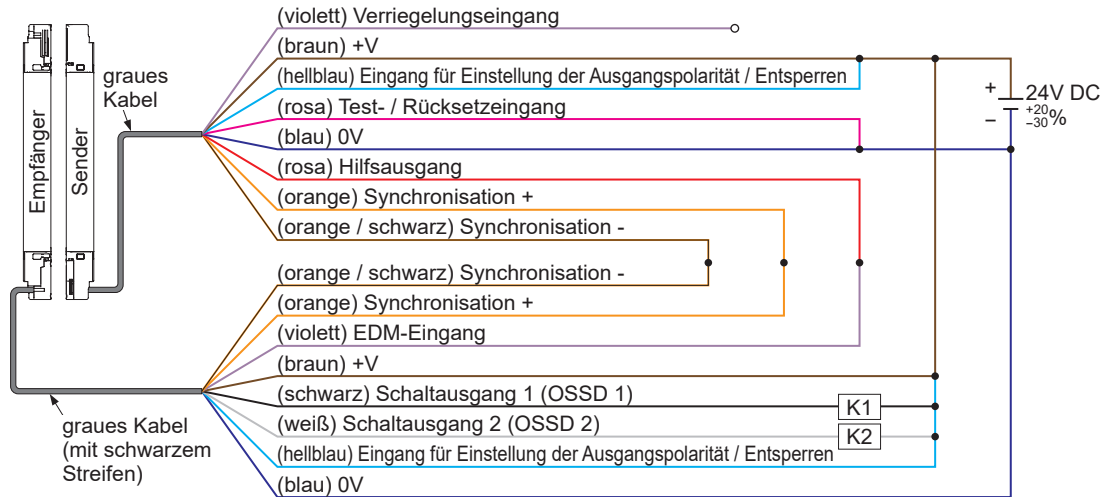 Empfänger
Sender
graues
Kabel
(violett) Verriegelungseingang
(braun) +V
(hellblau) Eingang für Einstellung der Ausgangspolarität / Entsperren
(rosa) Test- / Rücksetzeingang
(blau) 0V
(rosa) Hilfsausgang
(orange) Synchronisation +
(orange / schwarz) Synchronisation -
+
−
24V DC
+20
−30 %
(orange / schwarz) Synchronisation -
(orange) Synchronisation +
(violett) EDM-Eingang
(braun) +V
(schwarz) Schaltausgang 1 (OSSD 1)
K1
(weiß) Schaltausgang 2 (OSSD 2)
K2
(hellblau) Eingang für Einstellung der Ausgangspolarität / Entsperren
(blau) 0V
graues Kabel
(mit schwarzem
Streifen)